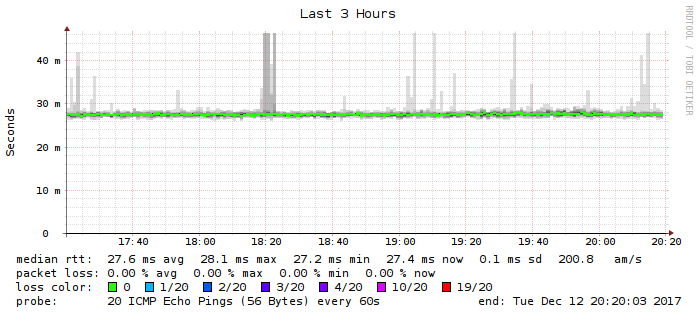 Last 3 Hours
RRDTOOL / TOBI OETIKER
Seconds
40 m
30 m
20 m
10 m
0
17:40 18:00 18:20 18:40 19:00 19:20 19:40 20:00 20:20
median rtt: 27.6 ms avg 28.1 ms max 27.2 ms min 27.4 ms now 0.1 ms sd 200.8 am/s
packet loss: 0.00 % avg 0.00 % max 0.00 % min 0.00 % now
loss color: 0 1/20 2/20 3/20 4/20 10/20 19/20
probe: 20 ICMP Echo Pings (56 Bytes) every 60s end: Tue Dec 12 20:20:03 2017